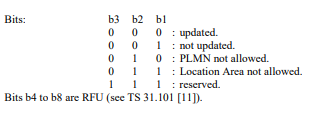 Bits: b3 b2 b1
0 0 0 : updated.
0 0 1 : not updated.
0 1 0 : PLMN not allowed.
0 1 1 : Location Area not allowed.
1 1 1 : reserved.
Bits b4 to b8 are RFU (see TS 31.101 [11]).